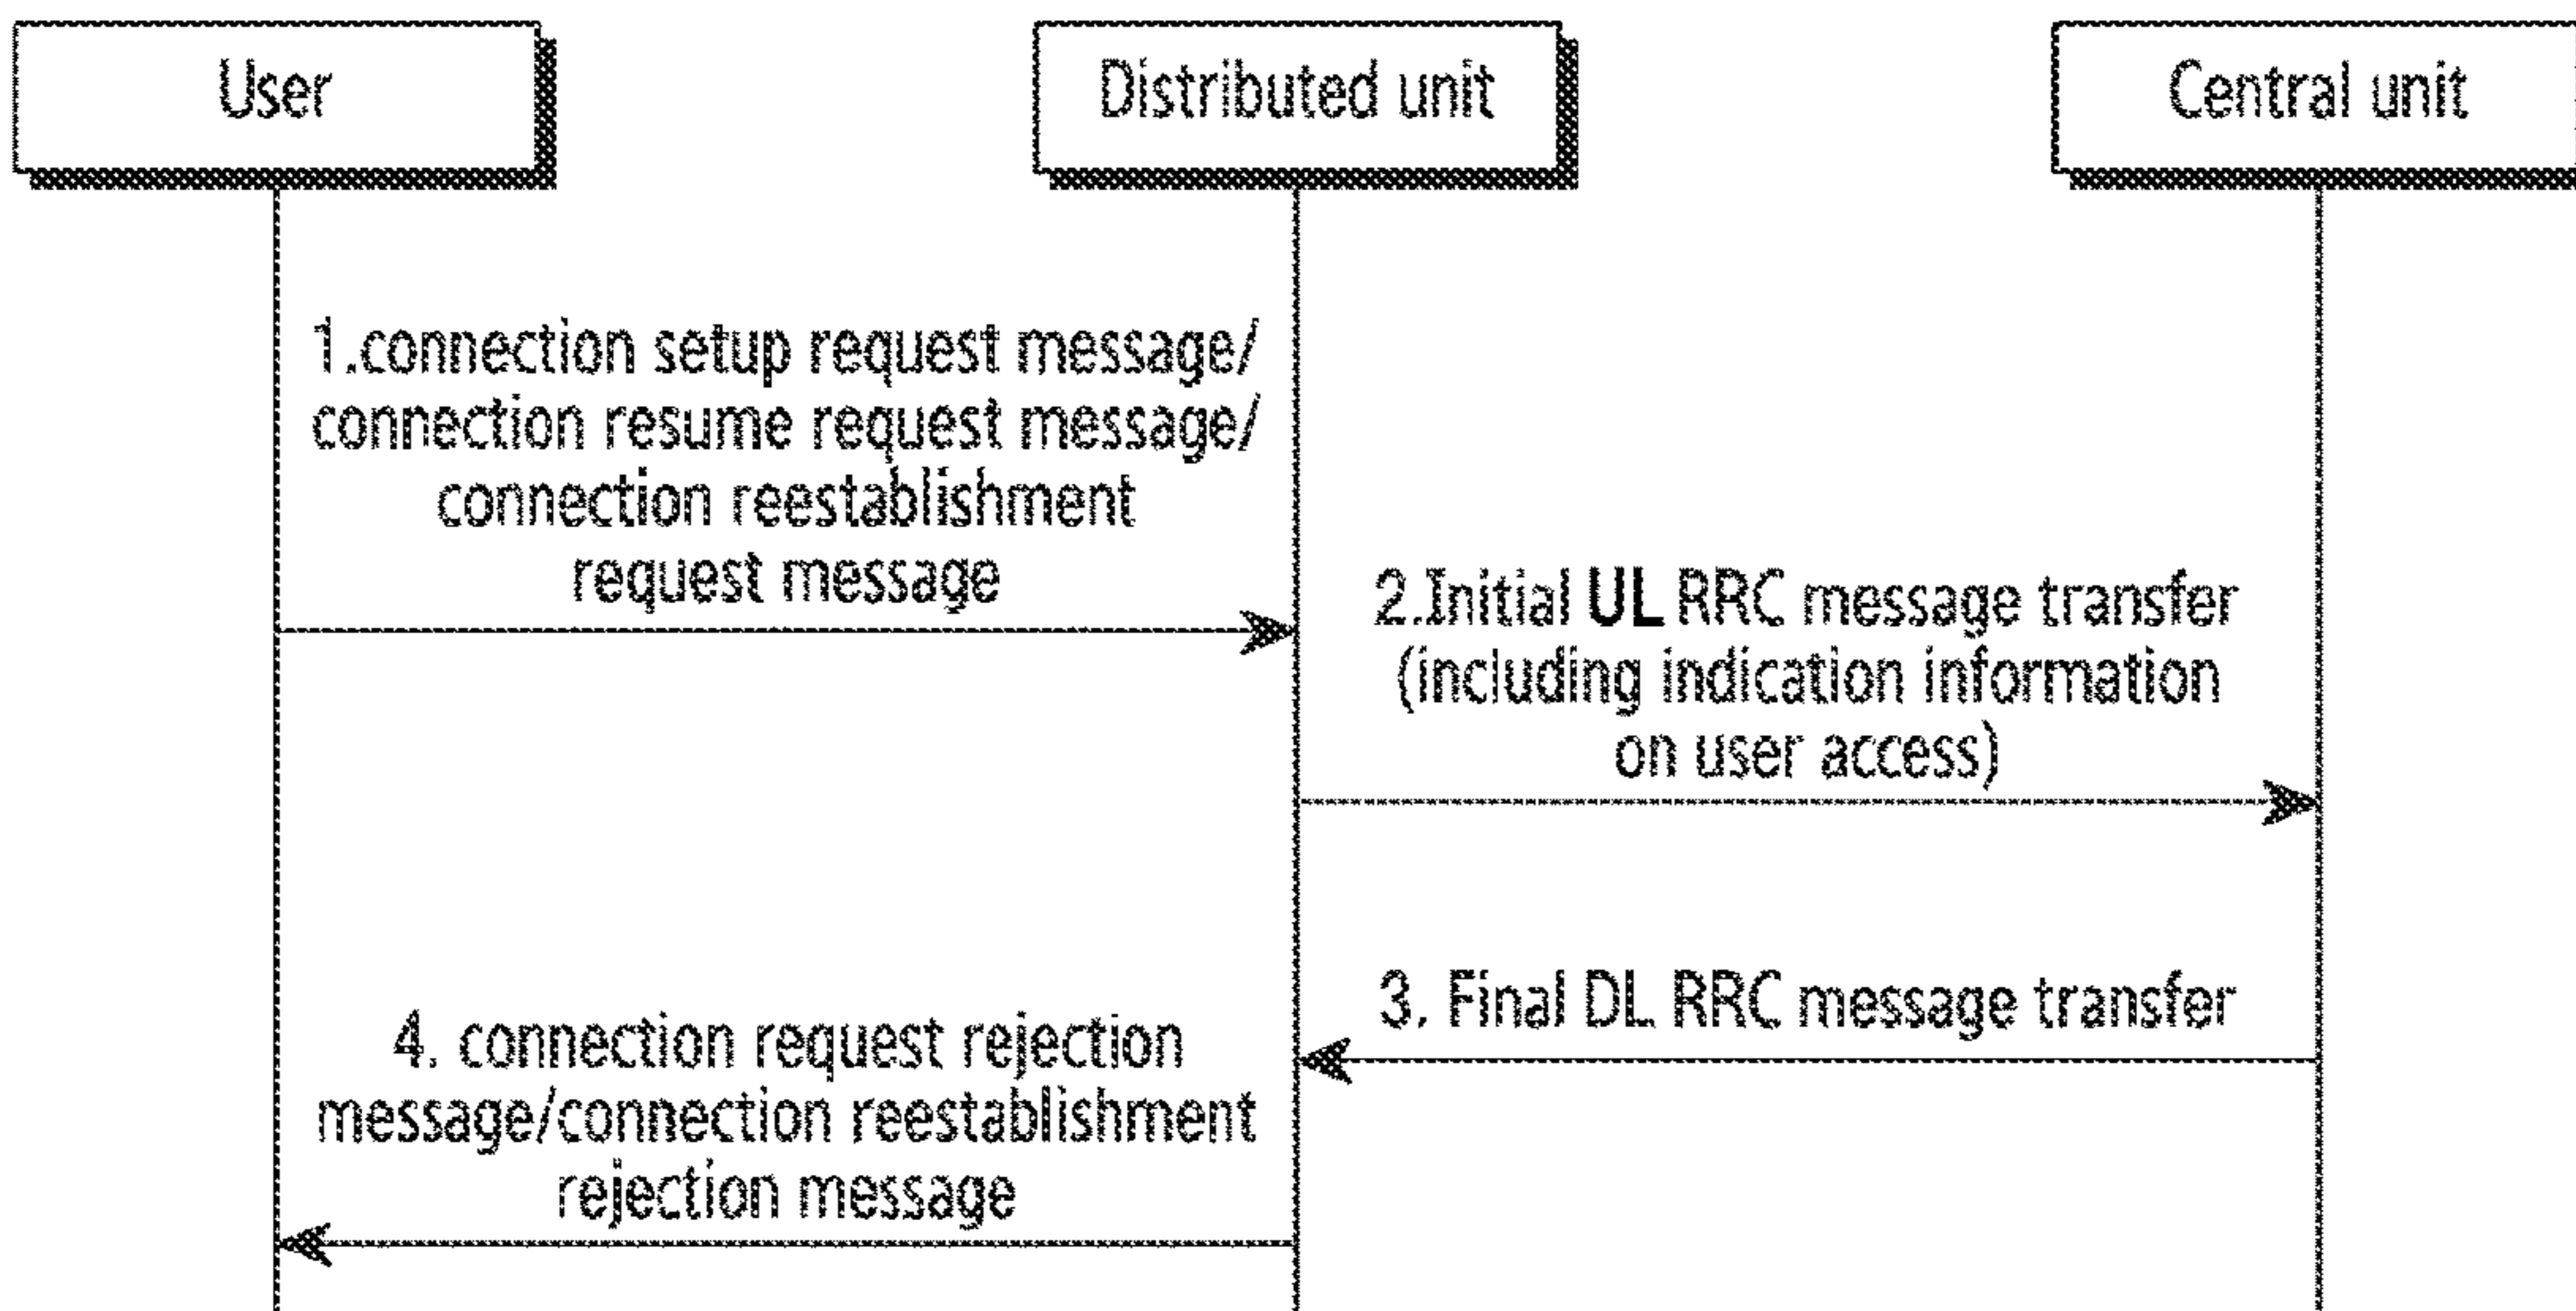 User
Distributed unit
Central unit
1.connection setup request message/
connection resume request message/
connection reestablishment
request message
2.Initial UL RRC message transfer
(including indication information
on user access)
3. Final DL RRC message transfer
4. connection request rejection
message/connection reestablishment
rejection message